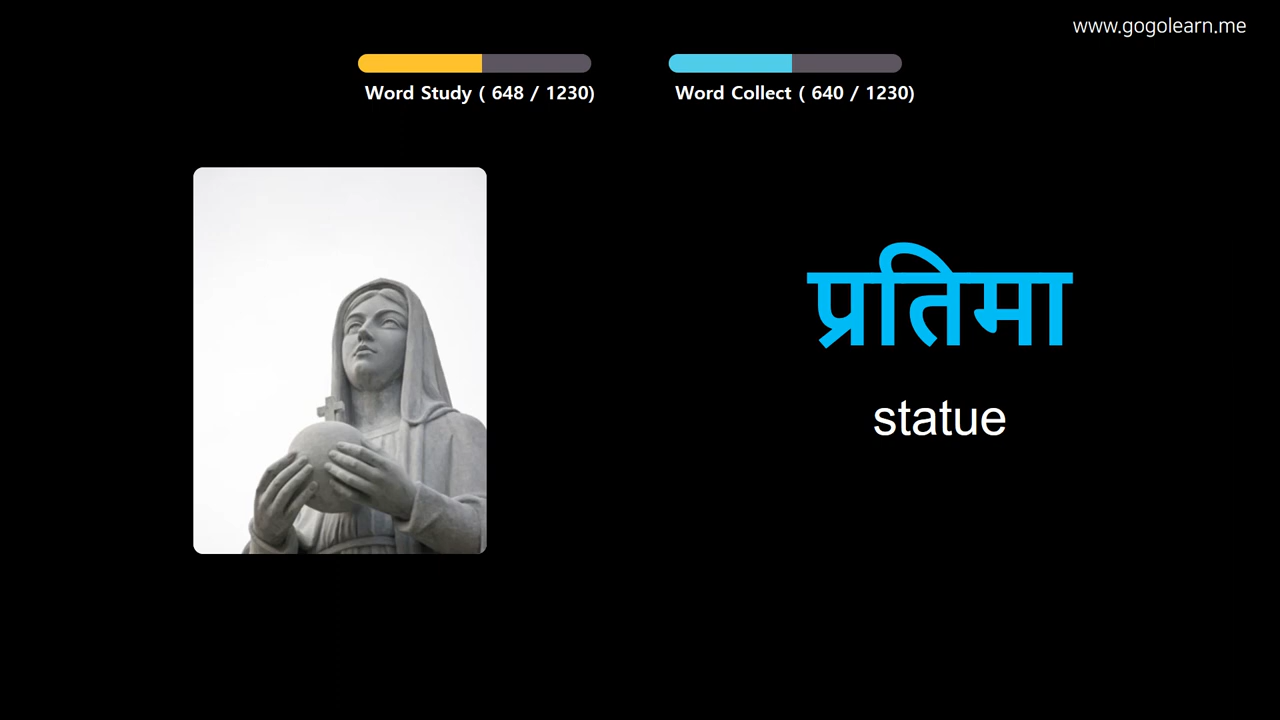 www.gogolearn.me
Word Study ( 648 / 1230)
Word Collect ( 640 / 1230)
प्रतिमा
statue